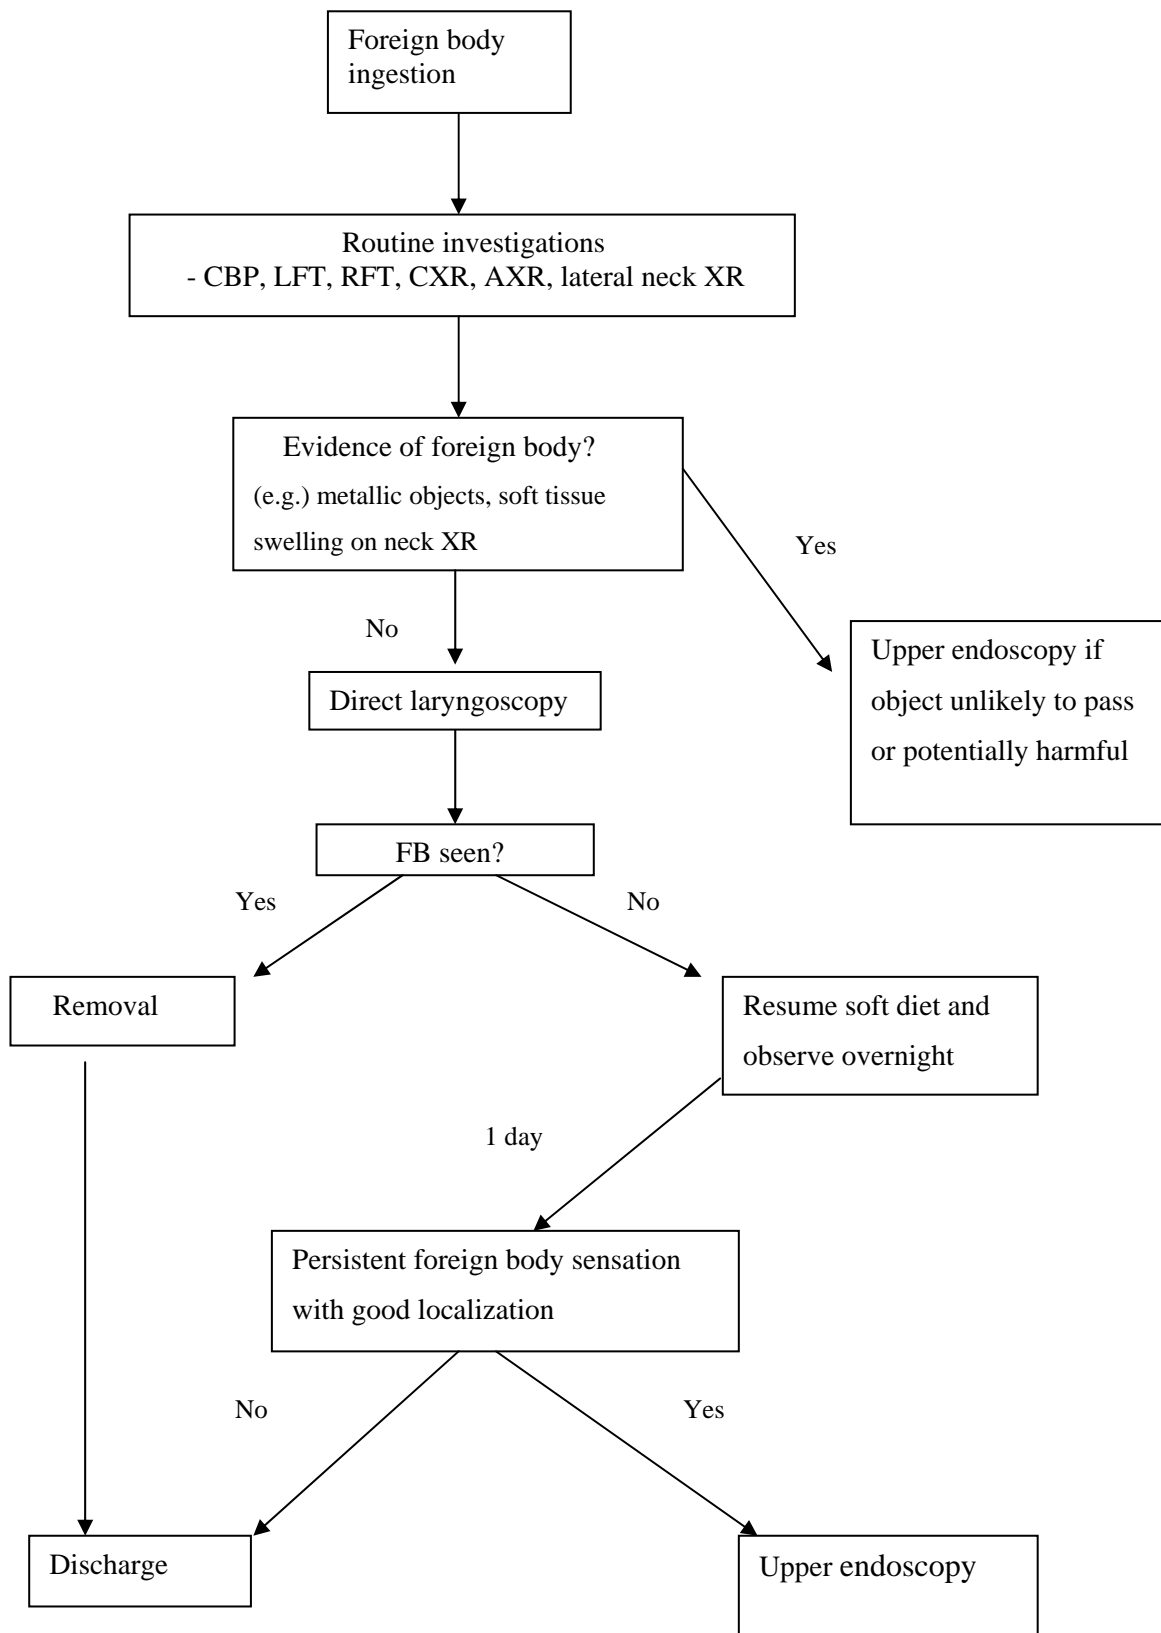 Foreign body
ingestion
Routine investigations
- CBP, LFT, RFT, CXR, AXR, lateral neck XR
Evidence of foreign body?
(e.g.) metallic objects, soft tissue
swelling on neck XR
Yes
No
Upper endoscopy if
object unlikely to pass
or potentially harmful
Direct laryngoscopy
FB seen?
Yes
No
Removal
Resume soft diet and
observe overnight
1 day
Persistent foreign body sensation
with good localization
No
Yes
Discharge
Upper endoscopy